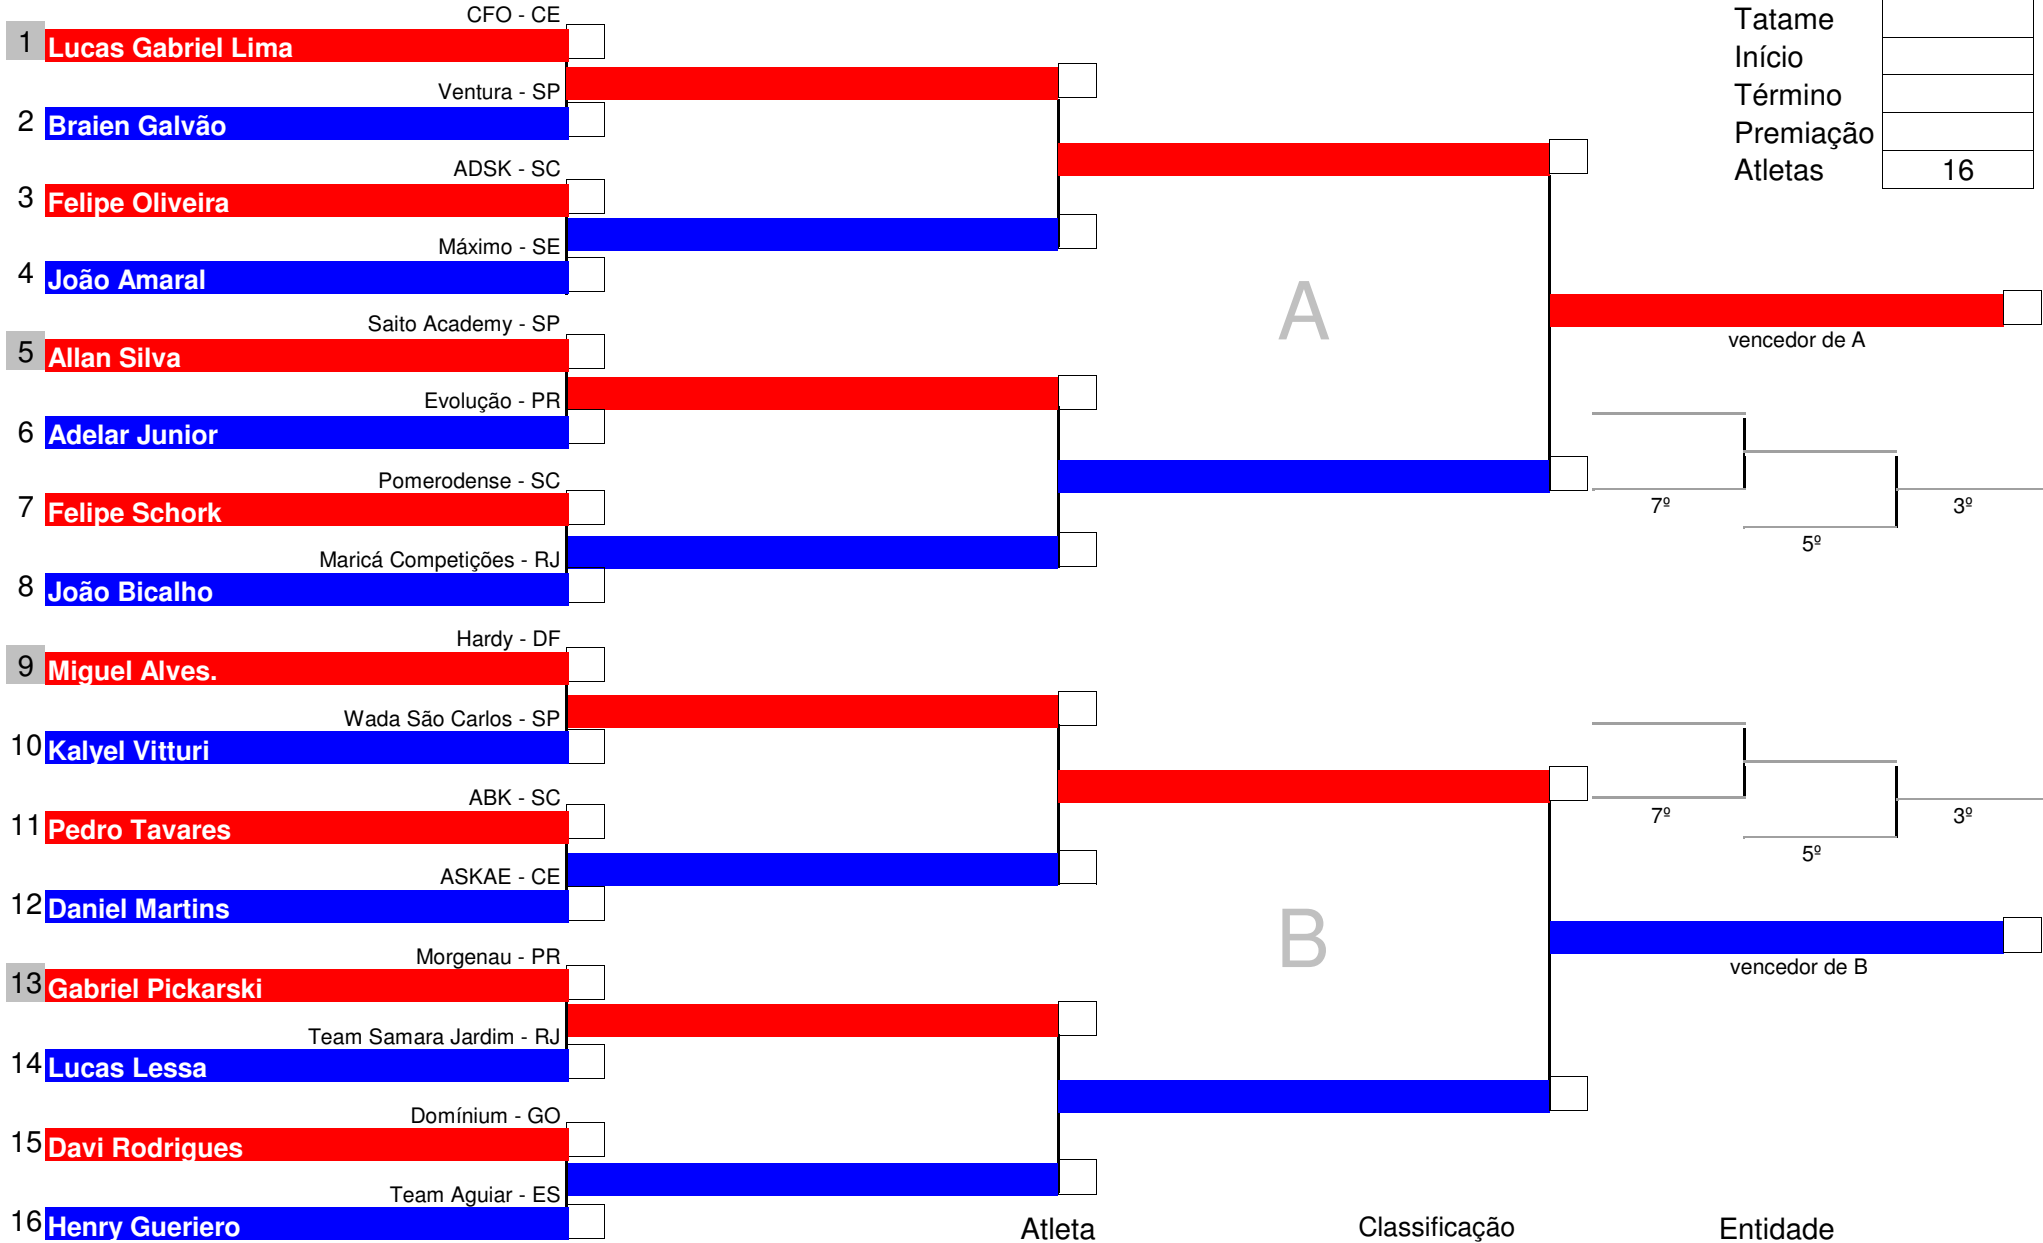 CFO - CE
1 Lucas Gabriel Lima
Ventura - SP
2 Braien Galvão
ADSK - SC
3 Felipe Oliveira
Máximo - SE
4 João Amaral
Saito Academy - SP
5 Allan Silva
Evolução - PR
6 Adelar Junior
Pomerodense - SC
7 Felipe Schork
Maricá Competições - RJ
8 João Bicalho
Hardy - DF
9 Miguel Alves.
Wada São Carlos - SP
10 Kalyel Vitturi
ABK - SC
11 Pedro Tavares
ASKAE - CE
12 Daniel Martins
Morgenau - PR
13 Gabriel Pickarski
Team Samara Jardim - RJ
14 Lucas Lessa
Domínium - GO
15 Davi Rodrigues
Team Aguiar - ES
16 Henry Gueriero
A
B
Tatame
Início
Término
Premiação
Atletas 16
vencedor de A
7º
5º
3º
7º
5º
3º
vencedor de B
Atleta
Classificação
Entidade